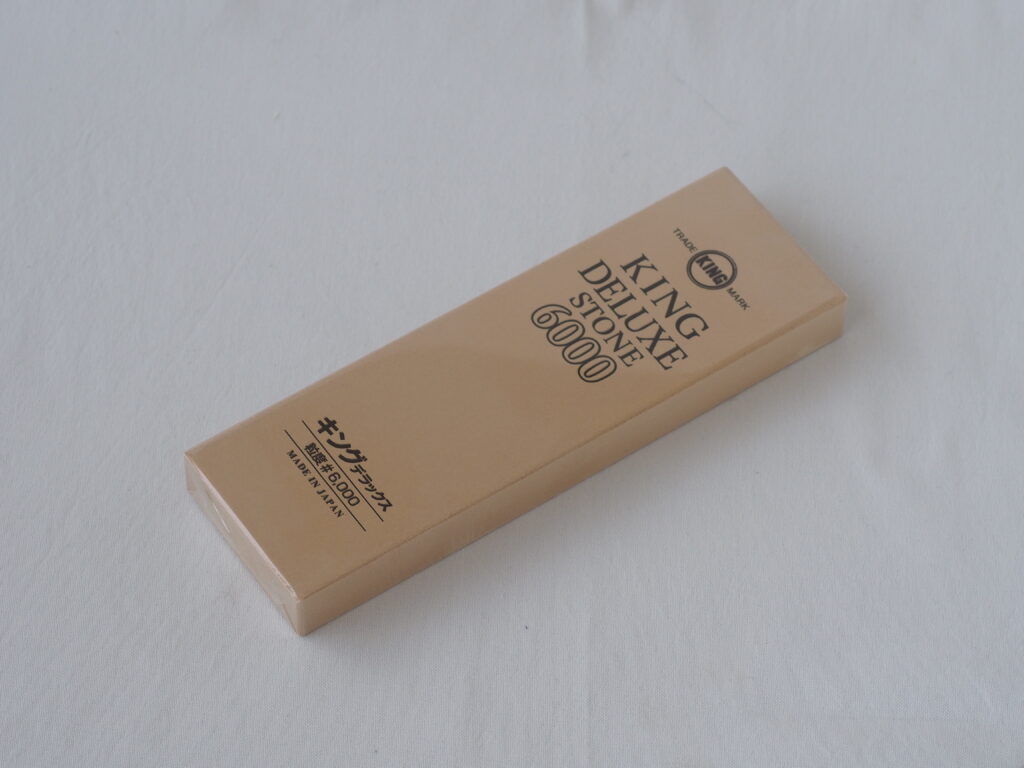 TRADE KING MARK
KING
DELUXE
STONE
6000
キングデラックス
粒度#6,000
MADE IN JAPAN